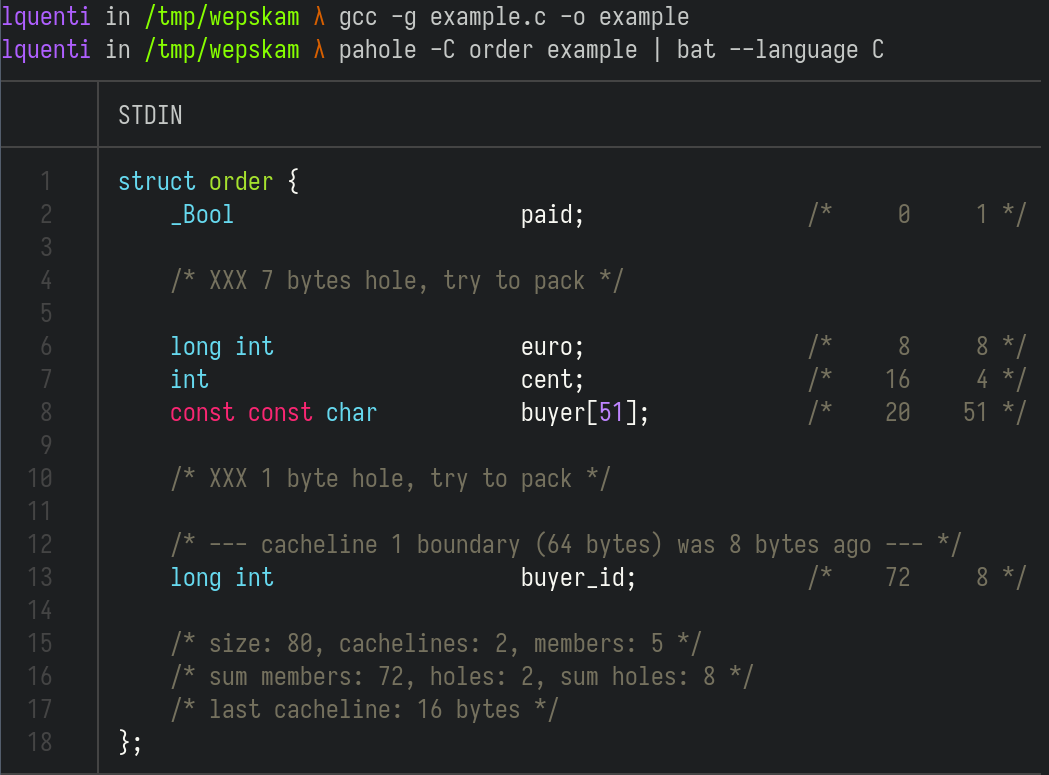 lquenti in /tmp/wepskam λ gcc -g example.c -o example
lquenti in /tmp/wepskam λ pahole -C order example | bat --language C
STDIN
1 struct order {
2 _Bool paid; /* 0 1 */
3
4 /* XXX 7 bytes hole, try to pack */
5
6 long int euro; /* 8 8 */
7 int cent; /* 16 4 */
8 const const char buyer[51]; /* 20 51 */
9
10 /* XXX 1 byte hole, try to pack */
11
12 /* --- cacheline 1 boundary (64 bytes) was 8 bytes ago --- */
13 long int buyer_id; /* 72 8 */
14
15 /* size: 80, cachelines: 2, members: 5 */
16 /* sum members: 72, holes: 2, sum holes: 8 */
17 /* last cacheline: 16 bytes */
18 };